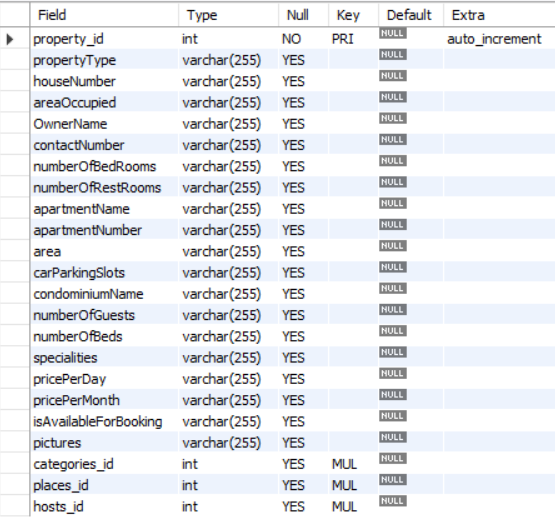 Field Type Null Key Default Extra
property_id int NO PRI NULL auto_increment
propertyType varchar(255) YES NULL
houseNumber varchar(255) YES NULL
areaOccupied varchar(255) YES NULL
OwnerName varchar(255) YES NULL
contactNumber varchar(255) YES NULL
numberOfBedRooms varchar(255) YES NULL
numberOfRestRooms varchar(255) YES NULL
apartmentName varchar(255) YES NULL
apartmentNumber varchar(255) YES NULL
area varchar(255) YES NULL
carParkingSlots varchar(255) YES NULL
condominiumName varchar(255) YES NULL
numberOfGuests varchar(255) YES NULL
numberOfBeds varchar(255) YES NULL
specialities varchar(255) YES NULL
pricePerDay varchar(255) YES NULL
pricePerMonth varchar(255) YES NULL
isAvailableForBooking varchar(255) YES NULL
pictures varchar(255) YES NULL
categories_id int YES MUL NULL
places_id int YES MUL NULL
hosts_id int YES MUL NULL